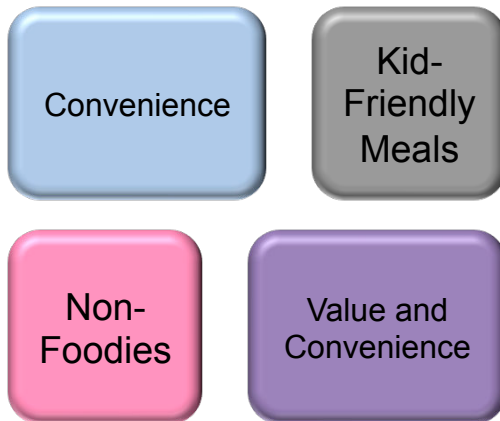 Convenience
Kid-
Friendly
Meals
Non-
Foodies
Value and
Convenience